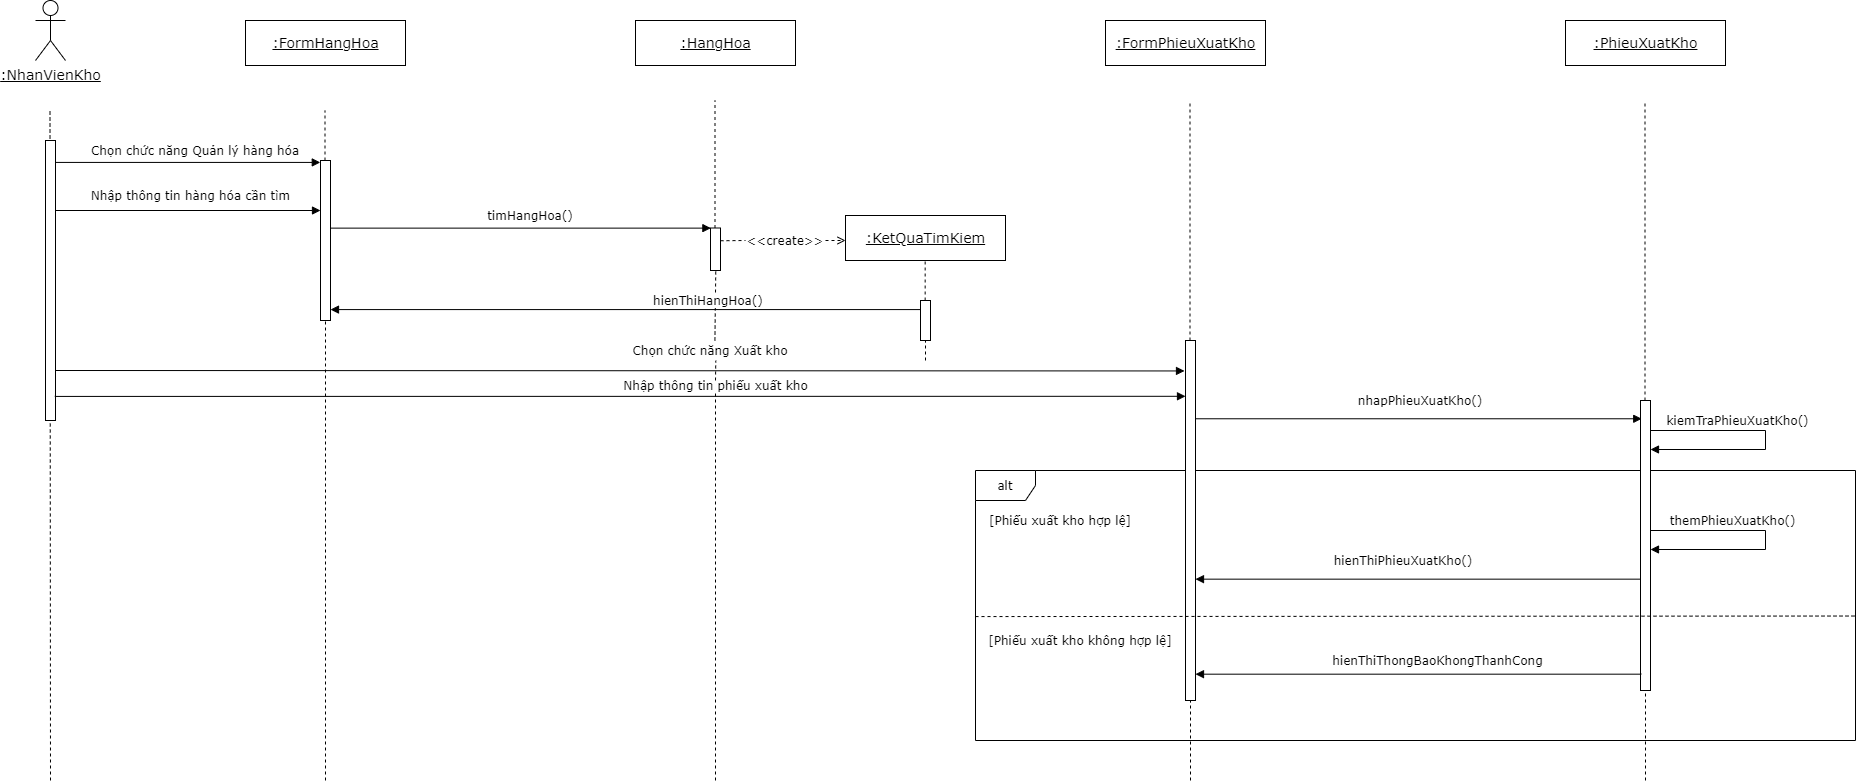 :NhanVienKho
:FormHangHoa
:HangHoa
:FormPhieuXuatKho
:PhieuXuatKho
Chọn chức năng Quản lý hàng hóa
Nhập thông tin hàng hóa cần tìm
timHangHoa()
<<create>>
:KetQuaTimKiem
hienThiHangHoa()
Chọn chức năng Xuất kho
Nhập thông tin phiếu xuất kho
nhapPhieuXuatKho()
kiemTraPhieuXuatKho()
alt
[Phiếu xuất kho hợp lệ]
themPhieuXuatKho()
hienThiPhieuXuatKho()
[Phiếu xuất kho không hợp lệ]
hienThiThongBaoKhongThanhCong